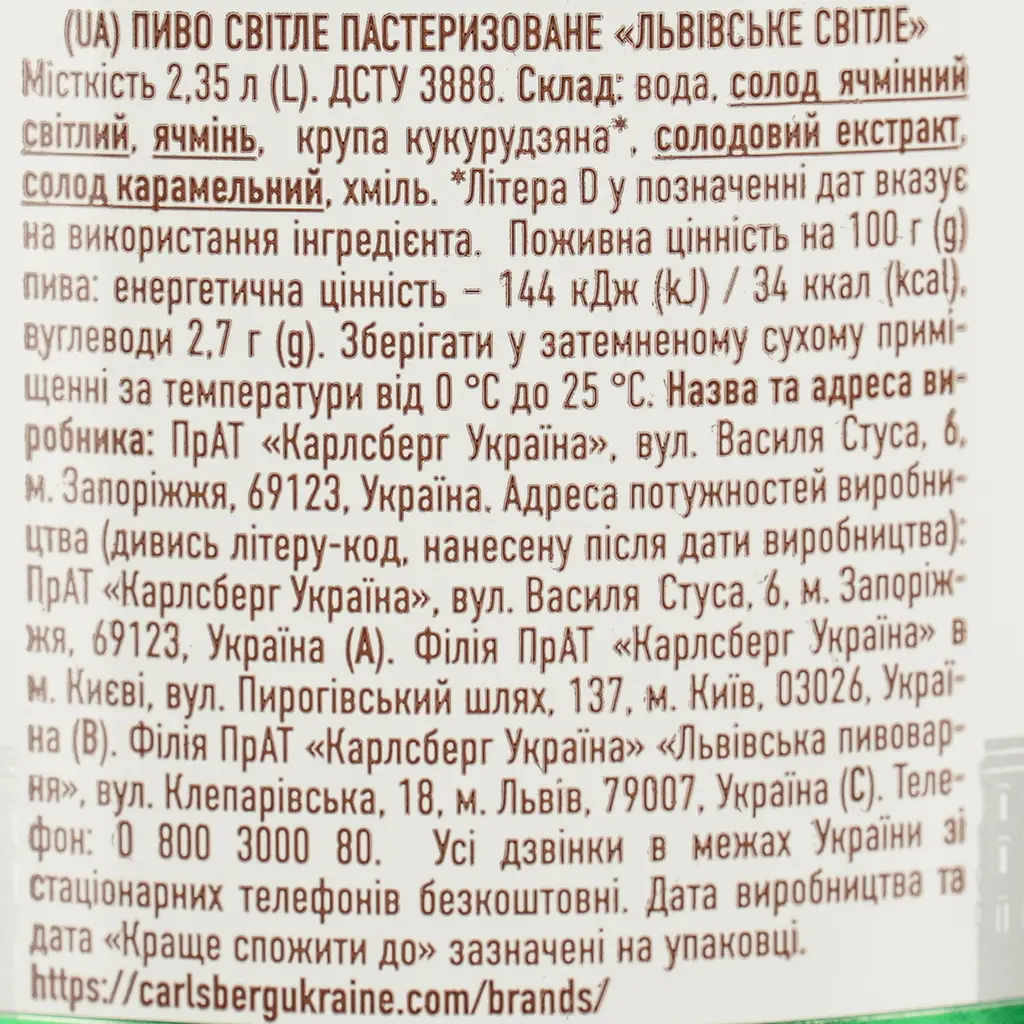 (UA) ПИВО СВІТЛЕ ПАСТЕРИЗОВАНЕ «ЛЬВІВСЬКЕ СВІТЛЕ»
Місткість 2,35 л (L). ДСТУ 3888. Склад: вода, солод ячмінний
світлий, ячмінь, крупа кукурудзяна*, солодовий екстракт,
солод карамельний, хміль. *Літера D у позначенні дат вказує
на використання інгредієнта. Поживна цінність на 100 г (g)
пива: енергетична цінність – 144 кДж (kJ) / 34 ккал (kcal),
вуглеводи 2,7 г (g). Зберігати у затемненому сухому примі-
щенні за температури від 0 °C до 25 °C. Назва та адреса ви-
робника: ПрАТ «Карлсберг Україна», вул. Василя Стуса, 6,
м. Запоріжжя, 69123, Україна. Адреса потужностей виробни-
цтва (дивись літеру-код, нанесену після дати виробництва):
ПрАТ «Карлсберг Україна», вул. Василя Стуса, 6, м. Запоріж-
жя, 69123, Україна (А). Філія ПрАТ «Карлсберг Україна» в
м. Києві, вул. Пирогівський шлях, 137, м. Київ, 03026, Украї-
на (В). Філія ПрАТ «Карлсберг Україна» «Львівська пивовар-
ня», вул. Клепарівська, 18, м. Львів, 79007, Україна (С). Теле-
фон: 0 800 3000 80. Усі дзвінки в межах України зі
стаціонарних телефонів безкоштовні. Дата виробництва та
дата «Краще спожити до» зазначені на упаковці.
https://carlsbergukraine.com/brands/